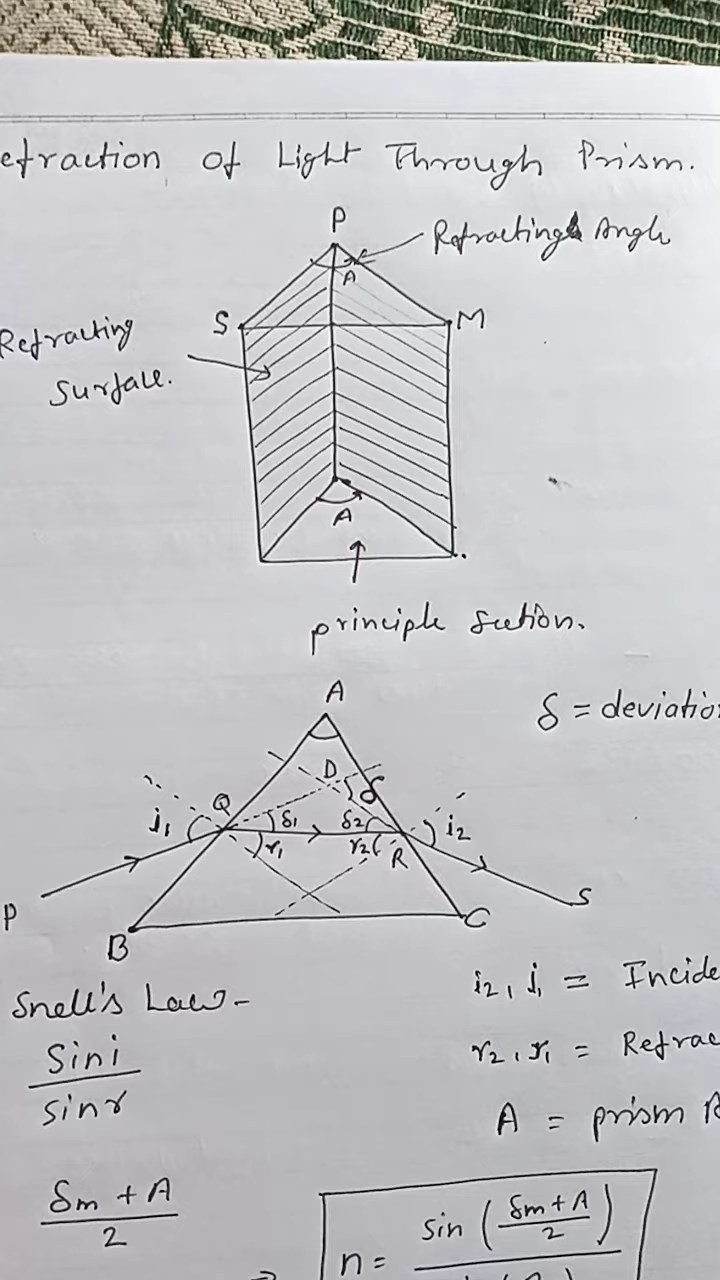 efraction of Light Through Prism.
P
Refracting Angle
A
S
M
Refracting
Surface.
A
principle section.
A
δ = deviatio
D
δ
Q
i₁
δ₁
δ₂
i₂
r₁
r₂
R
P
S
B
C
Snell's Law-
i₂, i₁ = Incide
Sin i
sin r
r₂, r₁ = Refrac
A = prism A
δm + A
2
n = sin (δm + A
2)